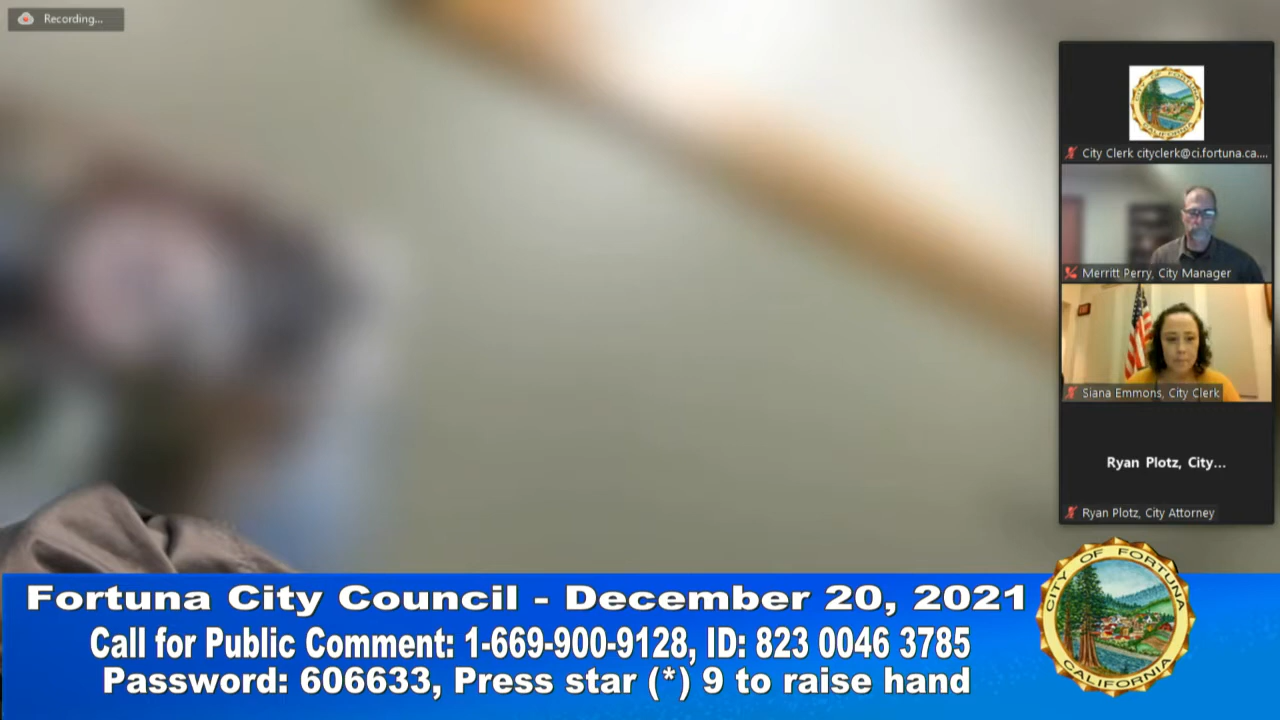 Recording...
City Clerk cityclerk@ci.fortuna.ca....
Merritt Perry, City Manager
Siana Emmons, City Clerk
Ryan Plotz, City...
Ryan Plotz, City Attorney
Fortuna City Council - December 20, 2021
Call for Public Comment: 1-669-900-9128, ID: 823 0046 3785
Password: 606633, Press star (*) 9 to raise hand
CITY OF FORTUNA
CALIFORNIA